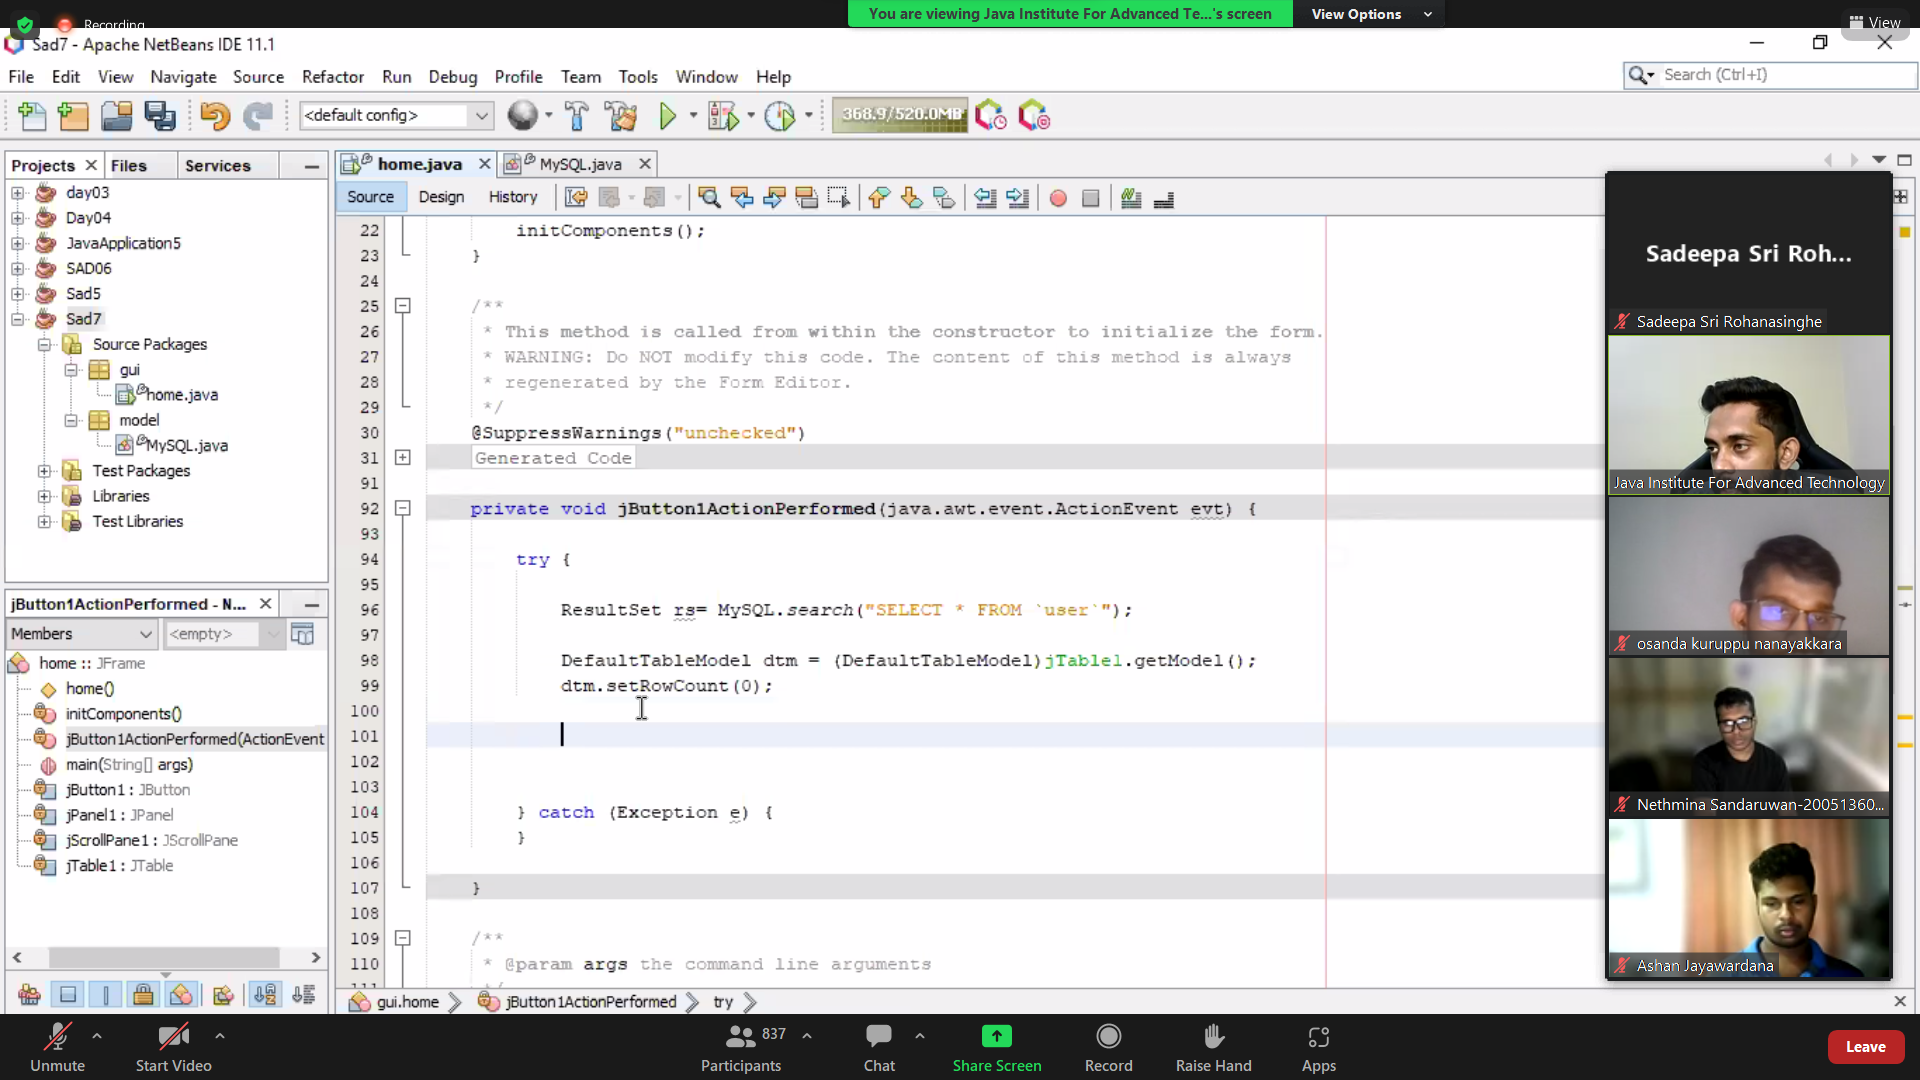 Recording
You are viewing Java Institute For Advanced Te...'s screen
View Options
View
Sad7 - Apache NetBeans IDE 11.1
File Edit View Navigate Source Refactor Run Debug Profile Team Tools Window Help
Search (Ctrl+I)
<default config>
368.9/520.0MB
Projects Files Services
home.java MySQL.java
Source Design History
day03
Day04
JavaApplication5
SAD06
Sad5
Sad7
Source Packages
gui
home.java
model
MySQL.java
Test Packages
Libraries
Test Libraries
jButton1ActionPerformed - N...
Members <empty>
home :: JFrame
home()
initComponents()
jButton1ActionPerformed(ActionEvent
main(String[] args)
jButton1 : JButton
jPanel1 : JPanel
jScrollPane1 : JScrollPane
jTable1 : JTable
22 initComponents();
23 }
24
25 /**
26 * This method is called from within the constructor to initialize the form.
27 * WARNING: Do NOT modify this code. The content of this method is always
28 * regenerated by the Form Editor.
29 */
30 @SuppressWarnings("unchecked")
31 Generated Code
91
92 private void jButton1ActionPerformed(java.awt.event.ActionEvent evt) {
93
94 try {
95
96 ResultSet rs= MySQL.search("SELECT * FROM `user`");
97
98 DefaultTableModel dtm = (DefaultTableModel)jTable1.getModel();
99 dtm.setRowCount(0);
100
101
102
103
104 } catch (Exception e) {
105 }
106
107 }
108
109 /**
110 * @param args the command line arguments
gui.home jButton1ActionPerformed try
Sadeepa Sri Roh...
Sadeepa Sri Rohanasinghe
Java Institute For Advanced Technology
osanda kuruppu nanayakkara
Nethmina Sandaruwan-20051360...
Ashan Jayawardana
Unmute
Start Video
Participants 837
Chat
Share Screen
Record
Raise Hand
Apps
Leave